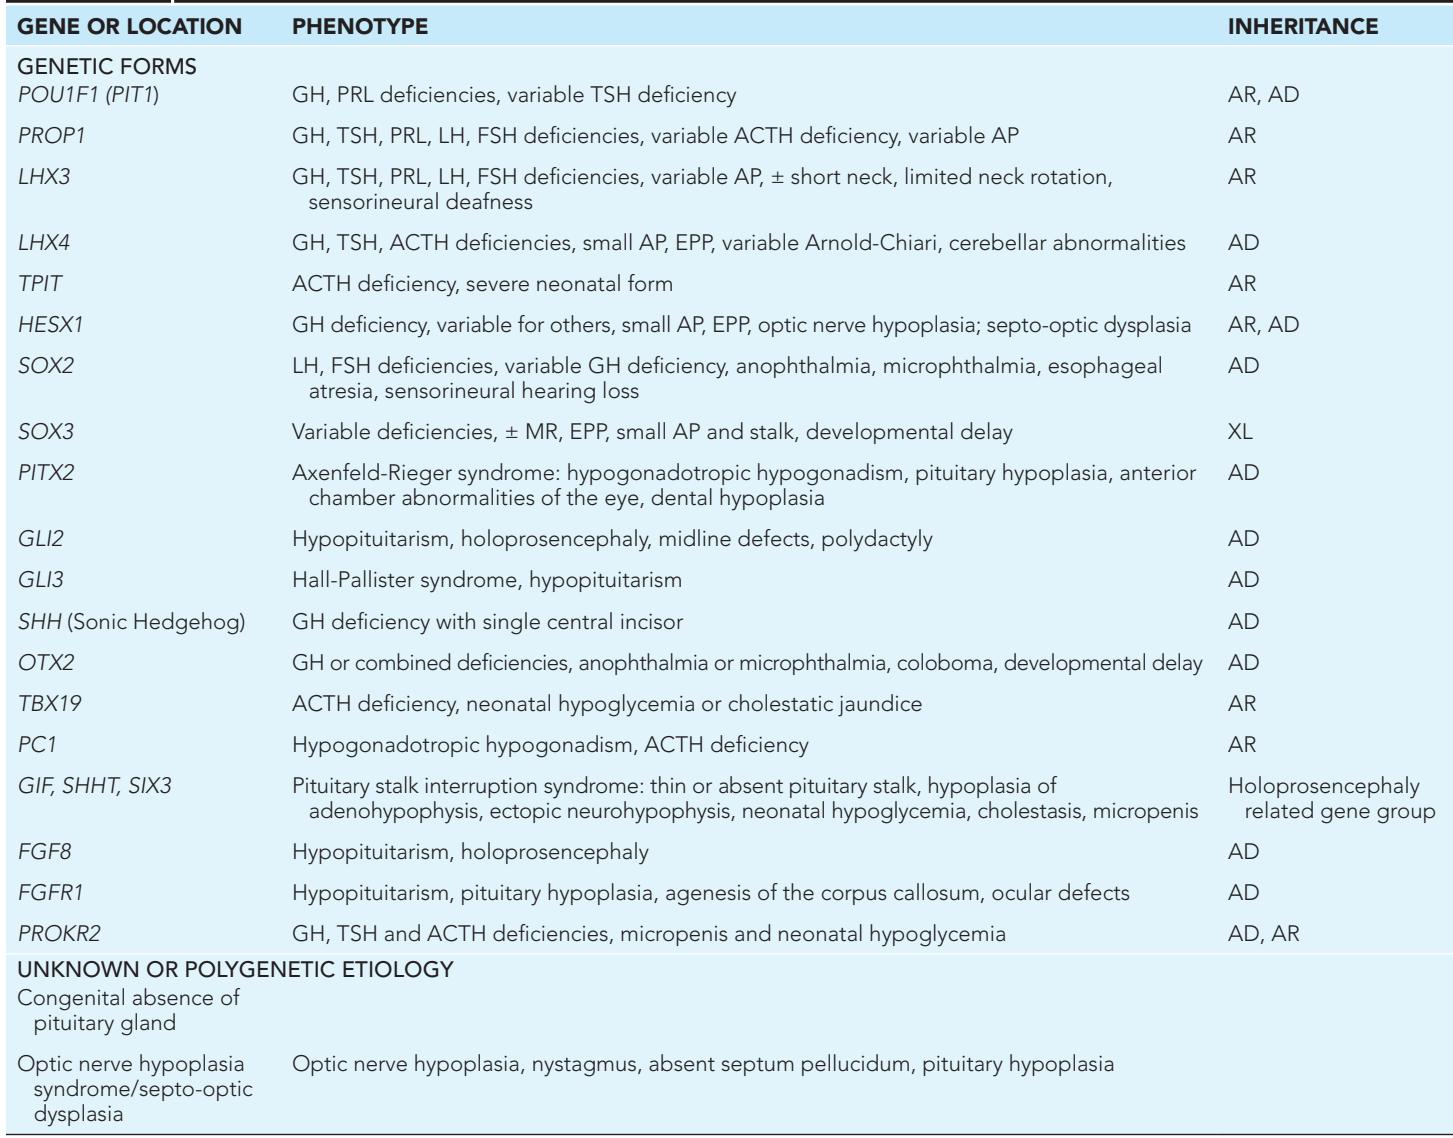 GENE OR LOCATION PHENOTYPE INHERITANCE
GENETIC FORMS
POU1F1 (PIT1) GH, PRL deficiencies, variable TSH deficiency AR, AD
PROP1 GH, TSH, PRL, LH, FSH deficiencies, variable ACTH deficiency, variable AP AR
LHX3 GH, TSH, PRL, LH, FSH deficiencies, variable AP, ± short neck, limited neck rotation, AR
sensorineural deafness
LHX4 GH, TSH, ACTH deficiencies, small AP, EPP, variable Arnold-Chiari, cerebellar abnormalities AD
TPIT ACTH deficiency, severe neonatal form AR
HESX1 GH deficiency, variable for others, small AP, EPP, optic nerve hypoplasia; septo-optic dysplasia AR, AD
SOX2 LH, FSH deficiencies, variable GH deficiency, anophthalmia, microphthalmia, esophageal AD
atresia, sensorineural hearing loss
SOX3 Variable deficiencies, ± MR, EPP, small AP and stalk, developmental delay XL
PITX2 Axenfeld-Rieger syndrome: hypogonadotropic hypogonadism, pituitary hypoplasia, anterior AD
chamber abnormalities of the eye, dental hypoplasia
GLI2 Hypopituitarism, holoprosencephaly, midline defects, polydactyly AD
GLI3 Hall-Pallister syndrome, hypopituitarism AD
SHH (Sonic Hedgehog) GH deficiency with single central incisor AD
OTX2 GH or combined deficiencies, anophthalmia or microphthalmia, coloboma, developmental delay AD
TBX19 ACTH deficiency, neonatal hypoglycemia or cholestatic jaundice AR
PC1 Hypogonadotropic hypogonadism, ACTH deficiency AR
GIF, SHHT, SIX3 Pituitary stalk interruption syndrome: thin or absent pituitary stalk, hypoplasia of Holoprosencephaly
adenohypophysis, ectopic neurohypophysis, neonatal hypoglycemia, cholestasis, micropenis related gene group
FGF8 Hypopituitarism, holoprosencephaly AD
FGFR1 Hypopituitarism, pituitary hypoplasia, agenesis of the corpus callosum, ocular defects AD
PROKR2 GH, TSH and ACTH deficiencies, micropenis and neonatal hypoglycemia AD, AR
UNKNOWN OR POLYGENETIC ETIOLOGY
Congenital absence of
pituitary gland
Optic nerve hypoplasia Optic nerve hypoplasia, nystagmus, absent septum pellucidum, pituitary hypoplasia
syndrome/septo-optic
dysplasia